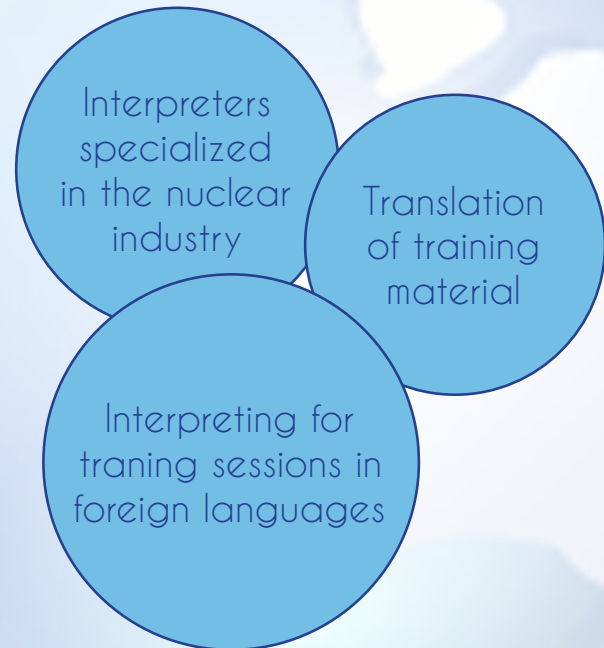 Interpreters
specialized
in the nuclear
industry
Translation
of training
material
Interpreting for
traning sessions in
foreign languages